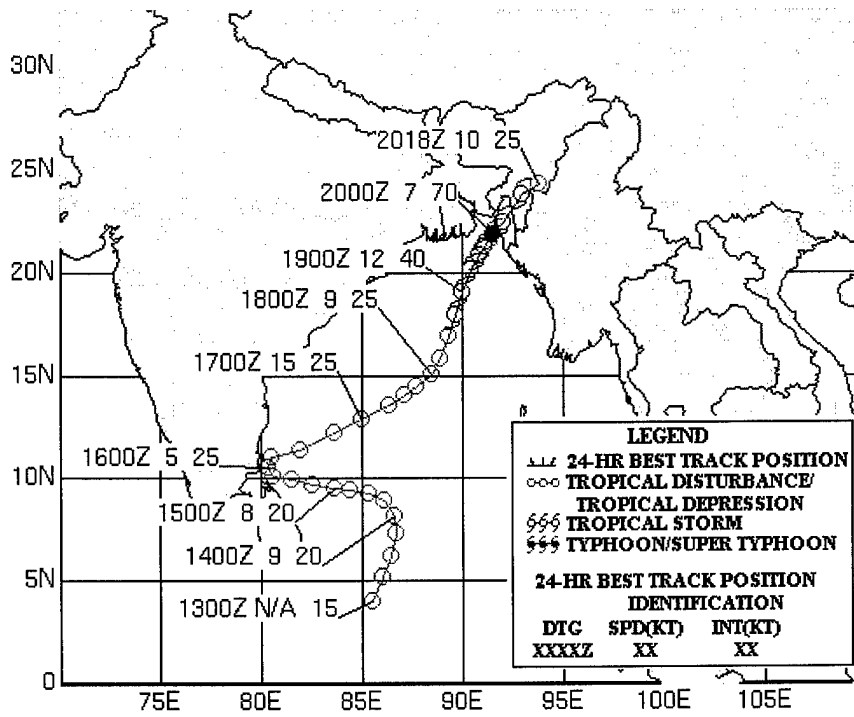 30N
2018Z 10 25
25N
2000Z 7 70
1900Z 12 40
20N
1800Z 9 25
1700Z 15 25
15N
LEGEND
1600Z 5 25
24-HR BEST TRACK POSITION
10N
TROPICAL DISTURBANCE/
TROPICAL DEPRESSION
1500Z 8 20
TROPICAL STORM
TYPHOON/SUPER TYPHOON
1400Z 9 20
5N
24-HR BEST TRACK POSITION
IDENTIFICATION
1300Z N/A 15
DTG SPD(KT) INT(KT)
XXXXZ XX XX
0
75E 80E 85E 90E 95E 100E 105E